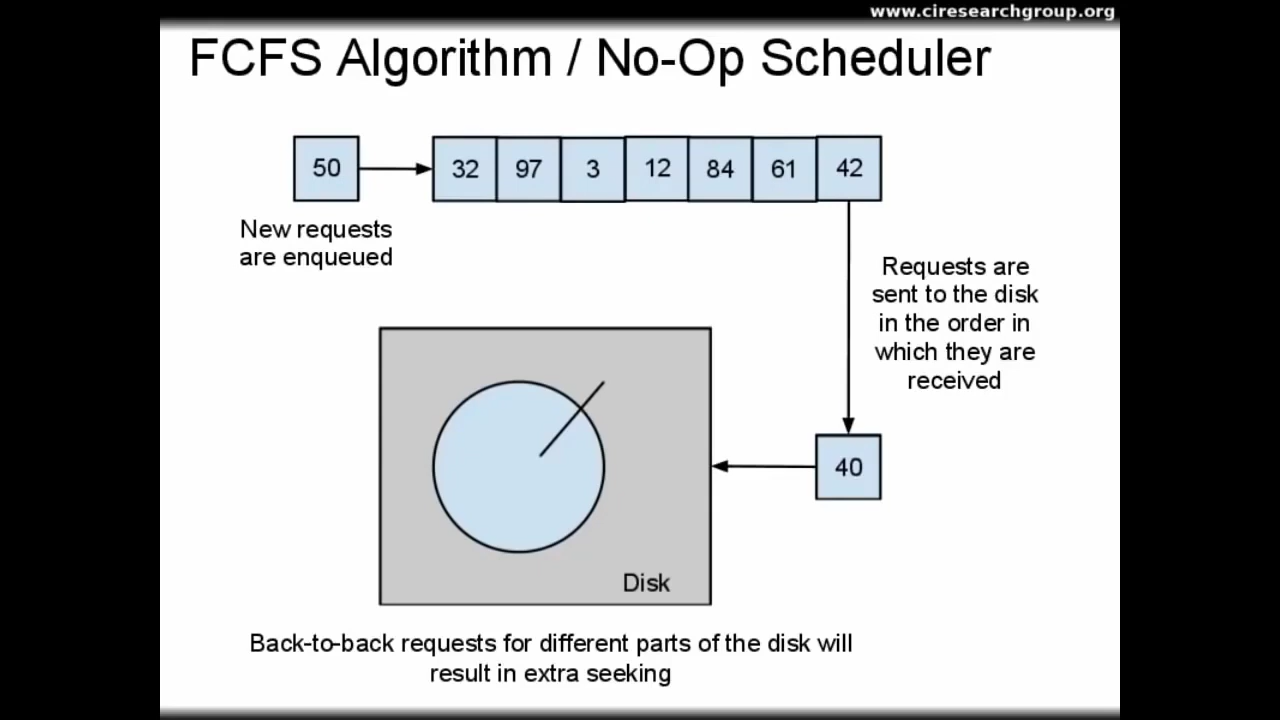 www.ciresearchgroup.org
FCFS Algorithm / No-Op Scheduler
50
32 97 3 12 84 61 42
New requests
are enqueued
Requests are
sent to the disk
in the order in
which they are
received
40
Disk
Back-to-back requests for different parts of the disk will
result in extra seeking